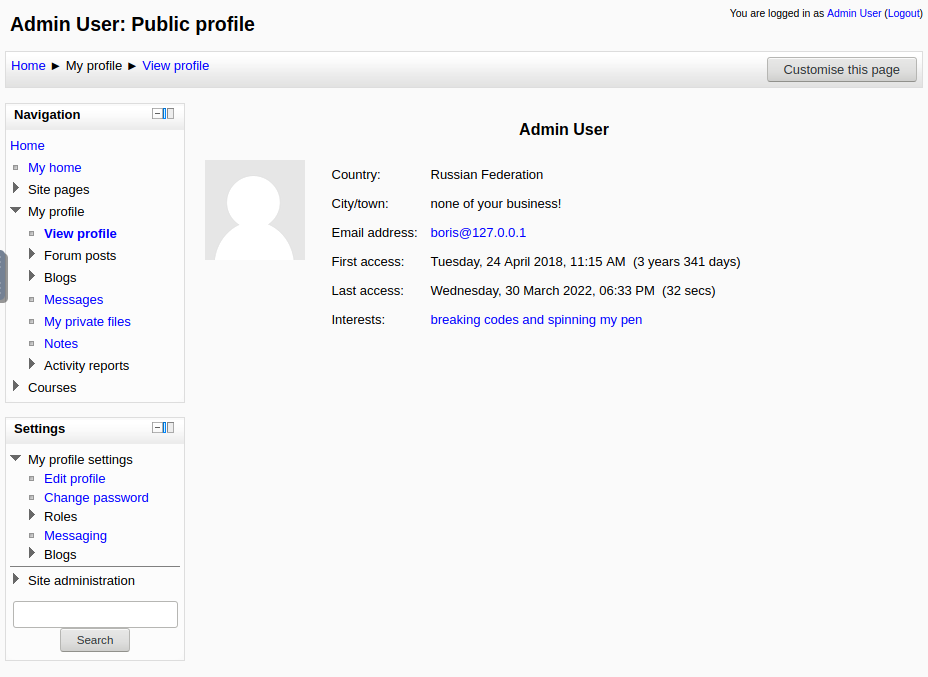 Admin User: Public profile
You are logged in as Admin User (Logout)
Home ► My profile ► View profile
Customise this page
Navigation
Home
My home
Site pages
My profile
View profile
Forum posts
Blogs
Messages
My private files
Notes
Activity reports
Courses
Settings
My profile settings
Edit profile
Change password
Roles
Messaging
Blogs
Site administration
Search
Admin User
Country: Russian Federation
City/town: none of your business!
Email address: boris@127.0.0.1
First access: Tuesday, 24 April 2018, 11:15 AM  (3 years 341 days)
Last access: Wednesday, 30 March 2022, 06:33 PM  (32 secs)
Interests: breaking codes and spinning my pen